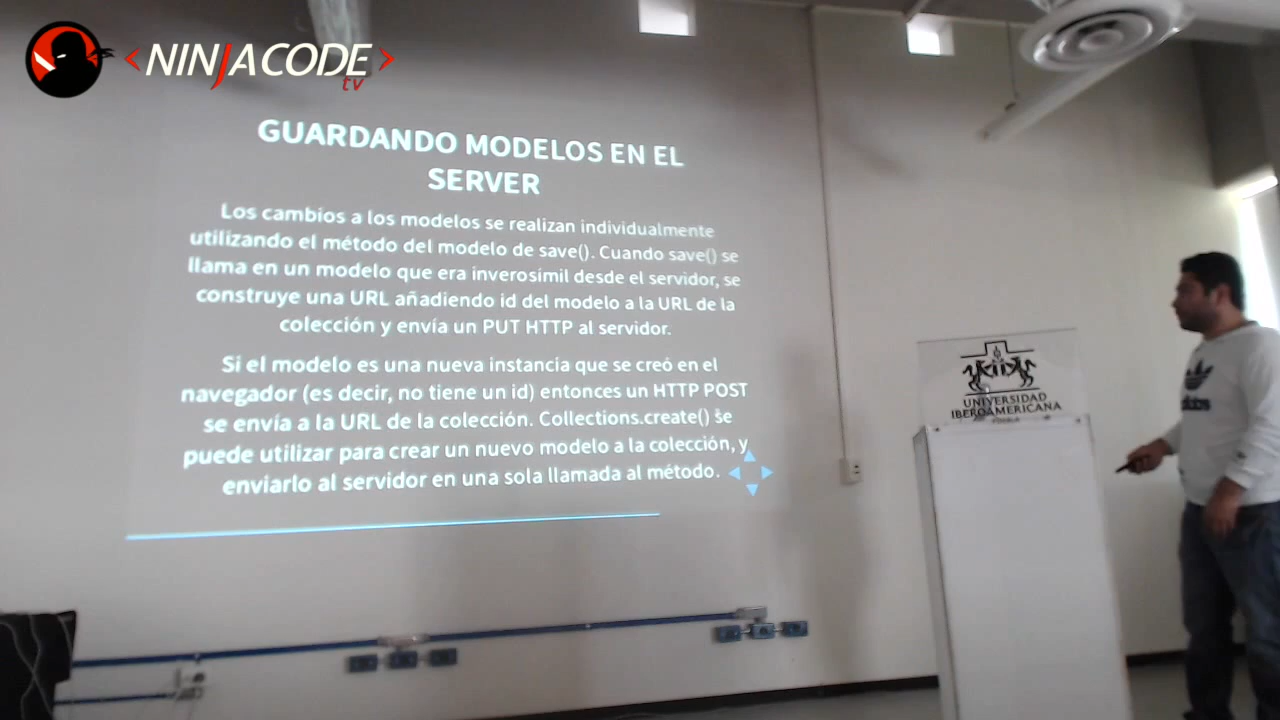 <NINJACODE>
tv
GUARDANDO MODELOS EN EL
SERVER
Los cambios a los modelos se realizan individualmente
utilizando el método del modelo de save(). Cuando save() se
llama en un modelo que era inverosímil desde el servidor, se
construye una URL añadiendo id del modelo a la URL de la
colección y envía un PUT HTTP al servidor.
Si el modelo es una nueva instancia que se creó en el
navegador (es decir, no tiene un id) entonces un HTTP POST
se envía a la URL de la colección. Collections.create() se
puede utilizar para crear un nuevo modelo a la colección, y
enviarlo al servidor en una sola llamada al método.
UNIVERSIDAD
IBEROAMERICANA
PUEBLA
adidas